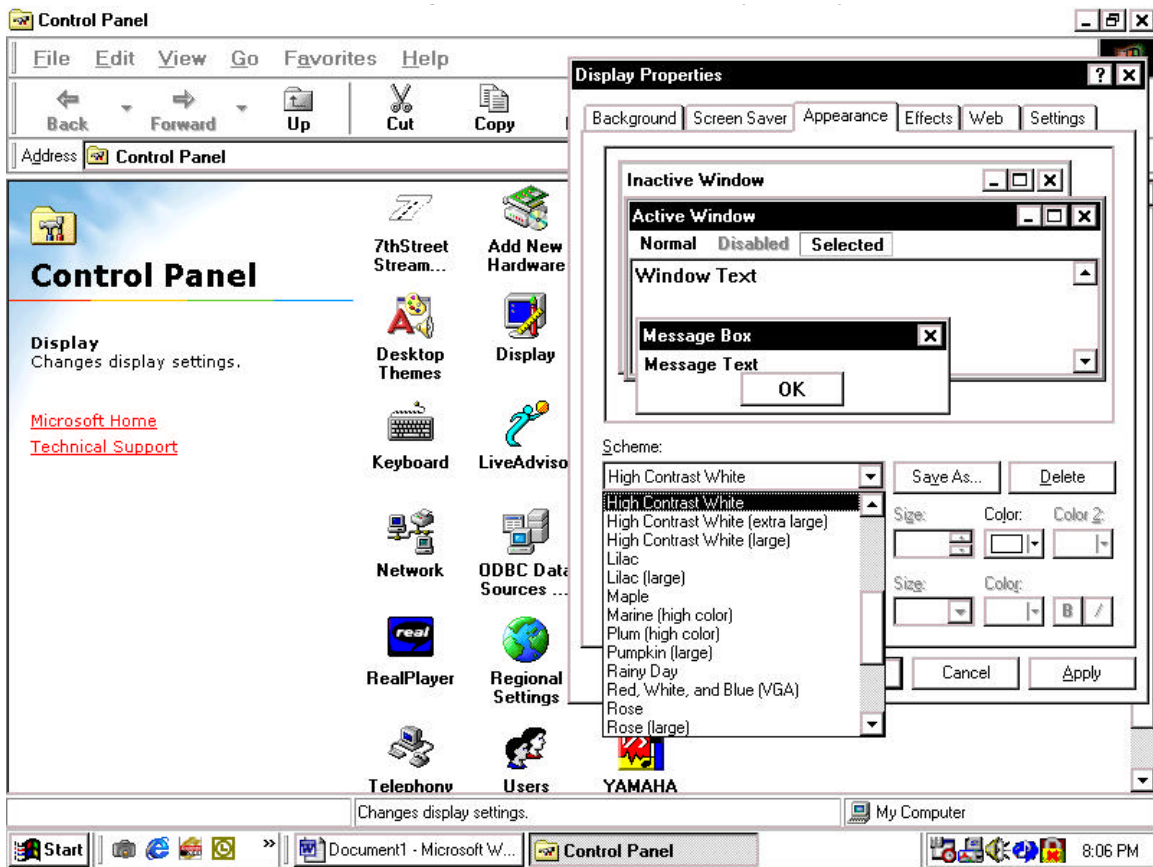 Control Panel
File Edit View Go Favorites Help
Back Forward Up Cut Copy
Address Control Panel
Control Panel
Display
Changes display settings.
Microsoft Home
Technical Support
7thStreet
Stream...
Add New
Hardware
Desktop
Themes
Display
Keyboard
LiveAdviso
Network
ODBC Data
Sources ...
real
RealPlayer
Regional
Settings
Telephony
Users
YAMAHA
Display Properties
Background Screen Saver Appearance Effects Web Settings
Inactive Window
Active Window
Normal Disabled Selected
Window Text
Message Box
Message Text
OK
Scheme:
High Contrast White
Save As... Delete
High Contrast White
High Contrast White (extra large)
High Contrast White (large)
Lilac
Lilac (large)
Maple
Marine (high color)
Plum (high color)
Pumpkin (large)
Rainy Day
Red, White, and Blue (VGA)
Rose
Rose (large)
Size: Color: Color 2:
Size: Color:
B /
Cancel Apply
Changes display settings.
My Computer
Start
»
Document1 - Microsoft W...
Control Panel
8:06 PM